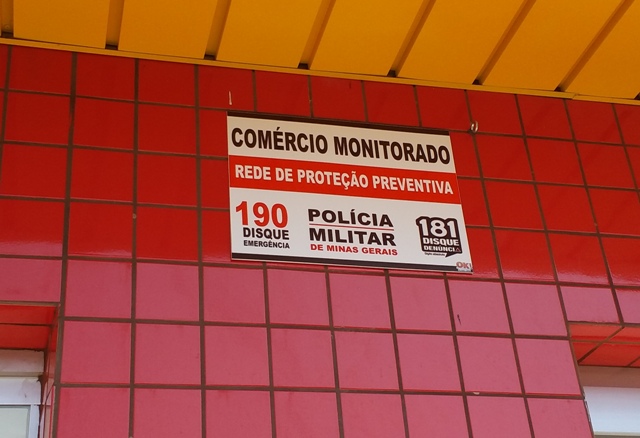 COMÉRCIO MONITORADO
REDE DE PROTEÇÃO PREVENTIVA
190
DISQUE
EMERGÊNCIA
POLÍCIA
MILITAR
DE MINAS GERAIS
181
DISQUE
DENÚNCIA